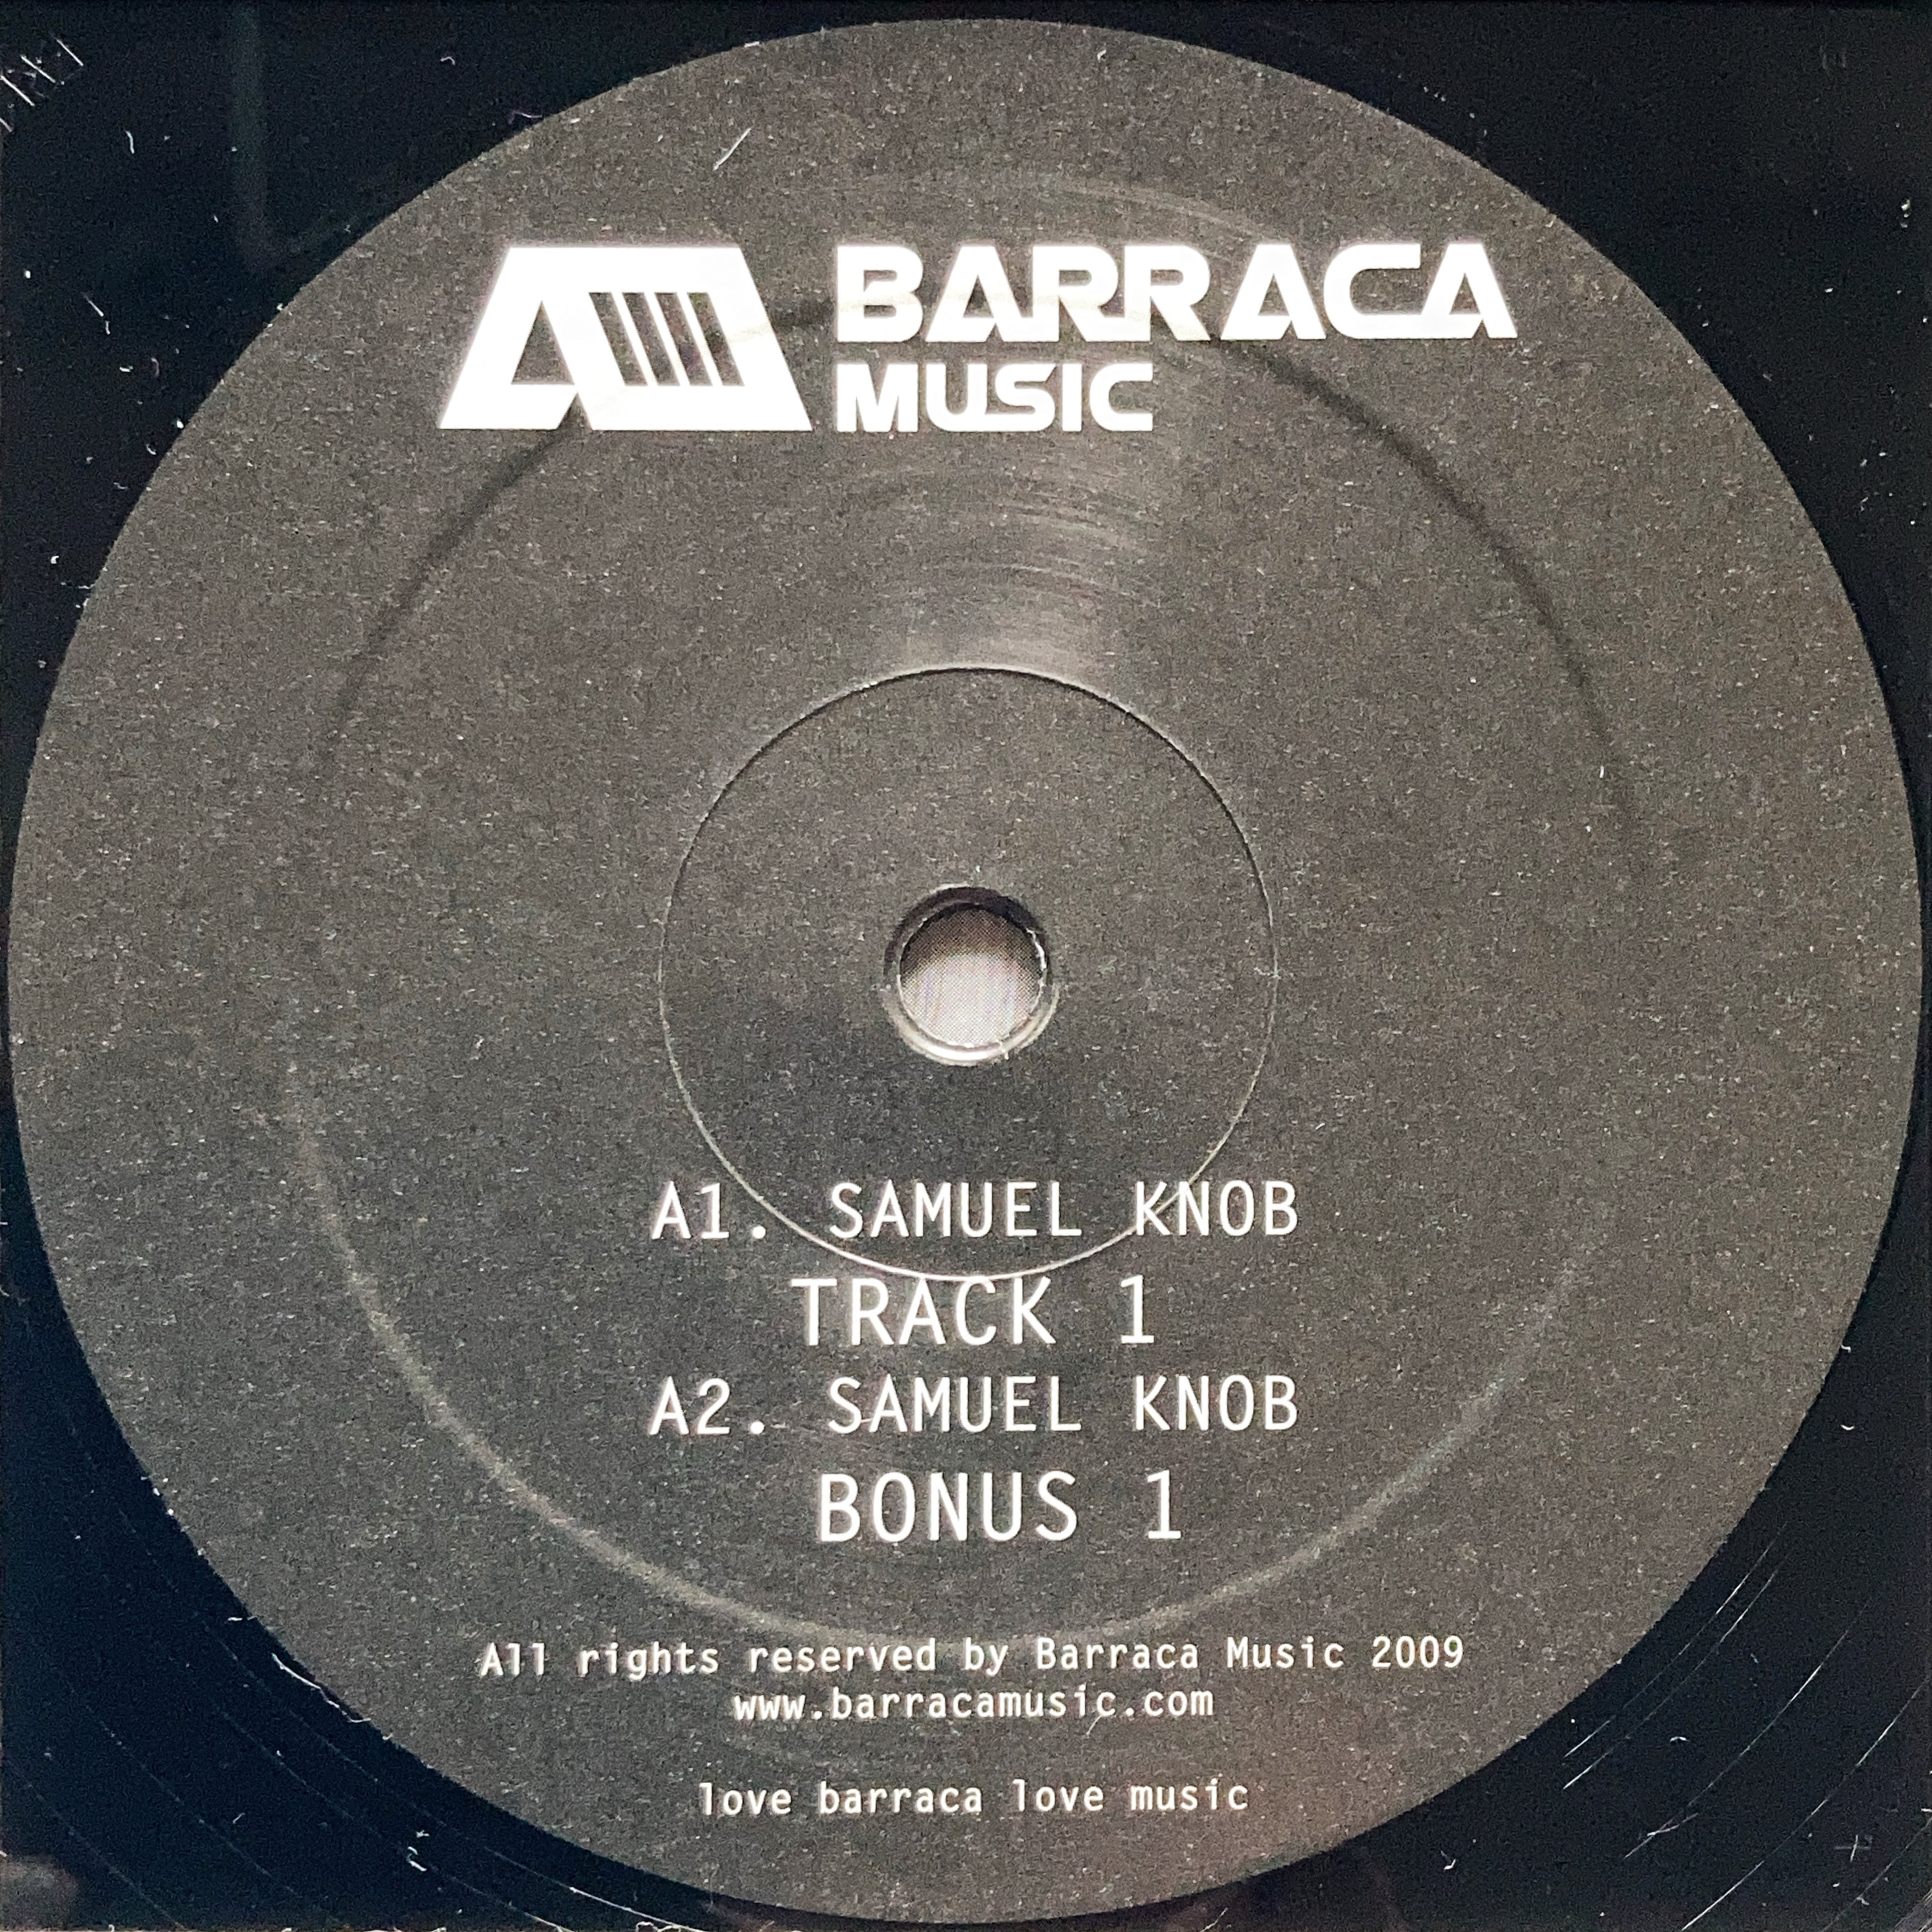 BARRACA
MUSIC
A1. SAMUEL KNOB
TRACK 1
A2. SAMUEL KNOB
BONUS 1
All rights reserved by Barraca Music 2009
www.barracamusic.com
love barraca love music